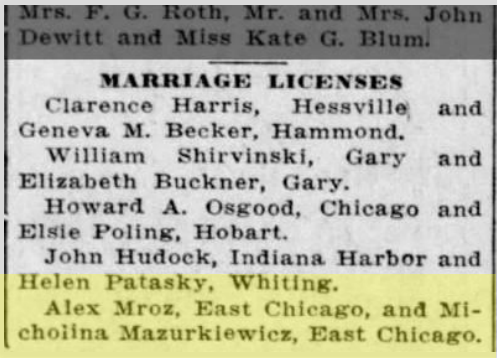 Mrs. F. G. Roth, Mr. and Mrs. John
Dewitt and Miss Kate G. Blum.
MARRIAGE LICENSES
Clarence Harris, Hessville and
Geneva M. Becker, Hammond.
William Shirvinski, Gary and
Elizabeth Buckner, Gary.
Howard A. Osgood, Chicago and
Elsie Poling, Hobart.
John Hudock, Indiana Harbor and
Helen Patasky, Whiting.
Alex Mroz, East Chicago, and Mi-
cholina Mazurkiewicz, East Chicago.